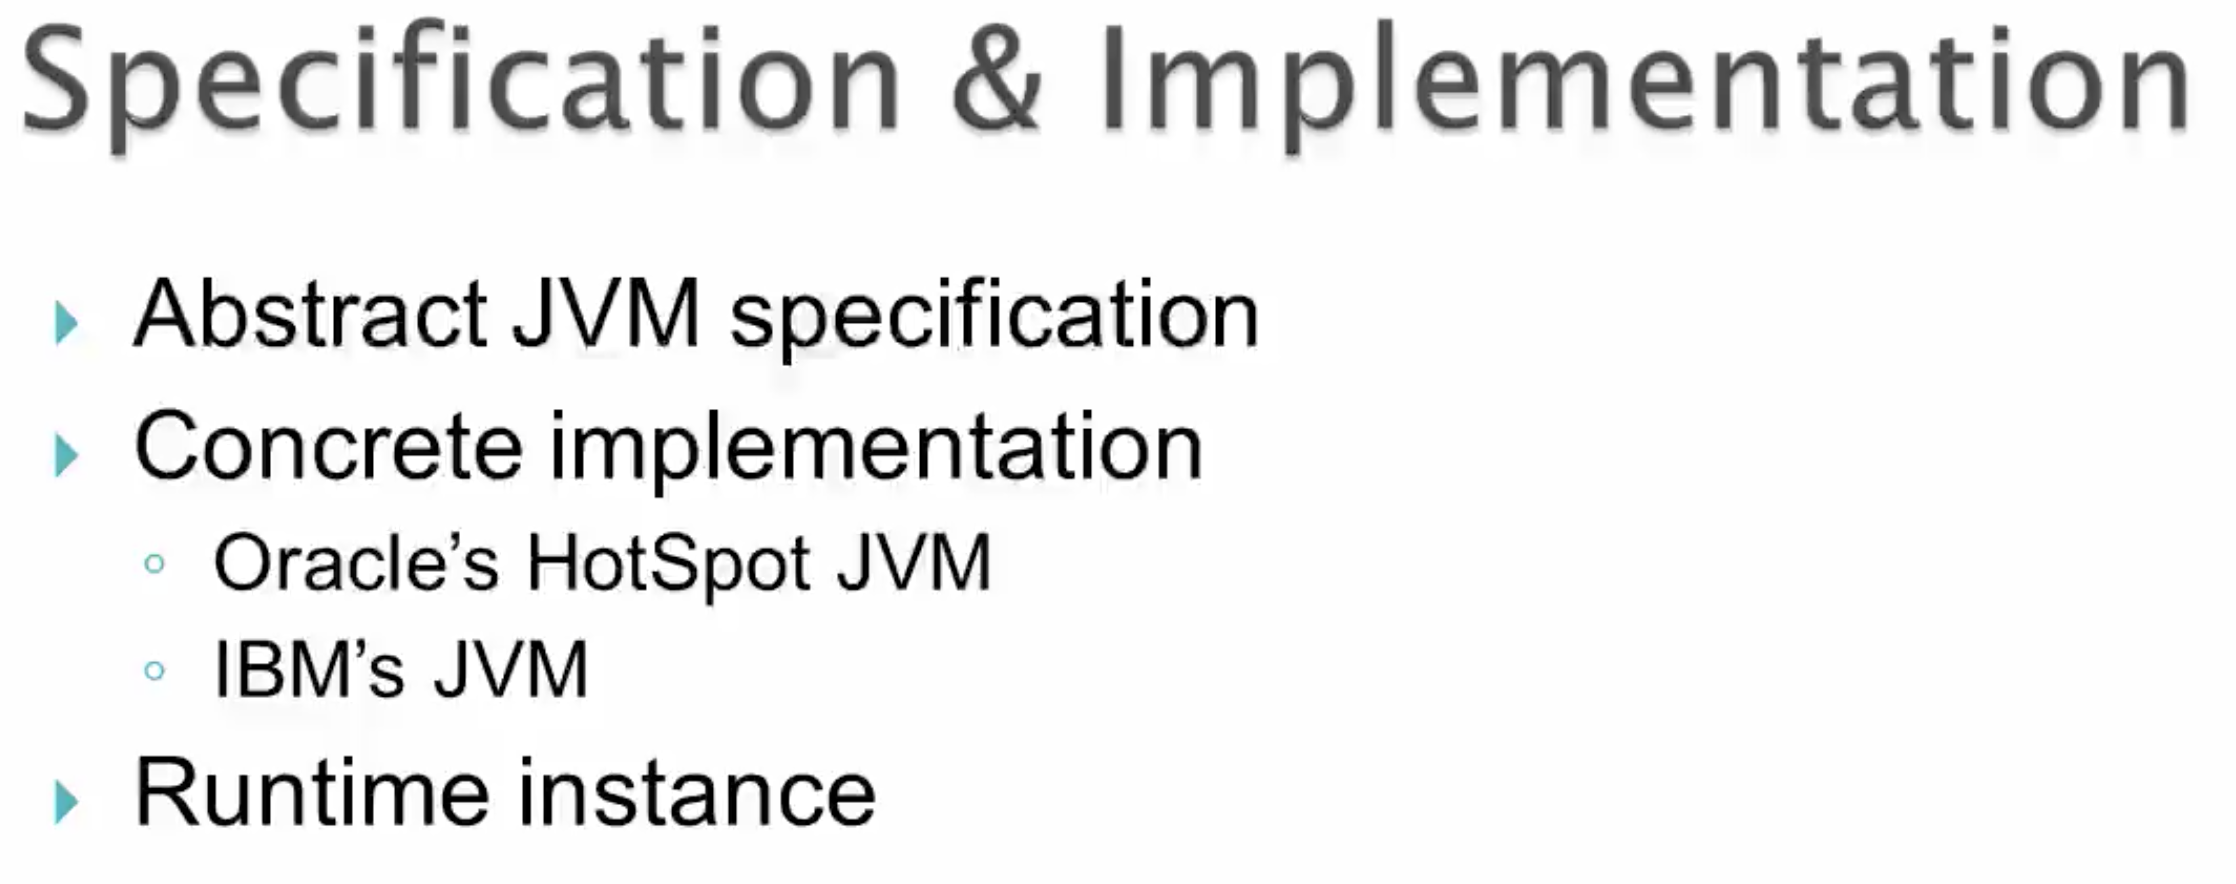 Specification & Implementation
Abstract JVM specification
Concrete implementation
Oracle’s HotSpot JVM
IBM’s JVM
Runtime instance